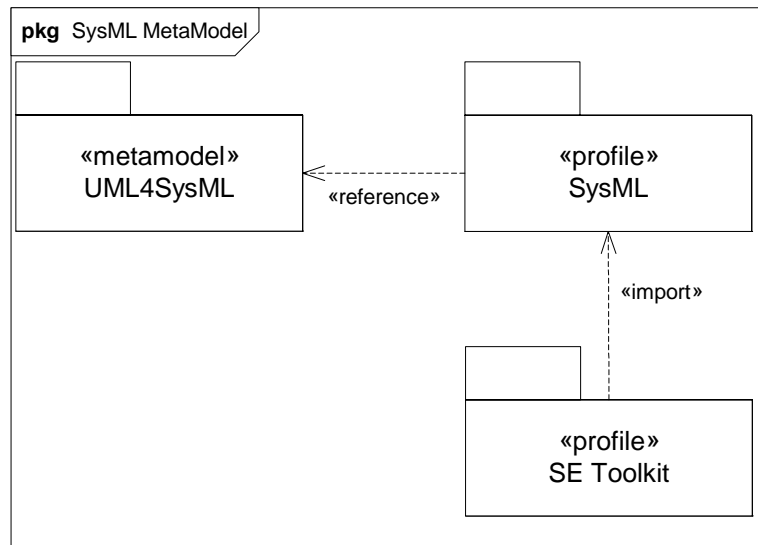 pkg SysML MetaModel
«metamodel»
UML4SysML
«profile»
SysML
«reference»
«import»
«profile»
SE Toolkit